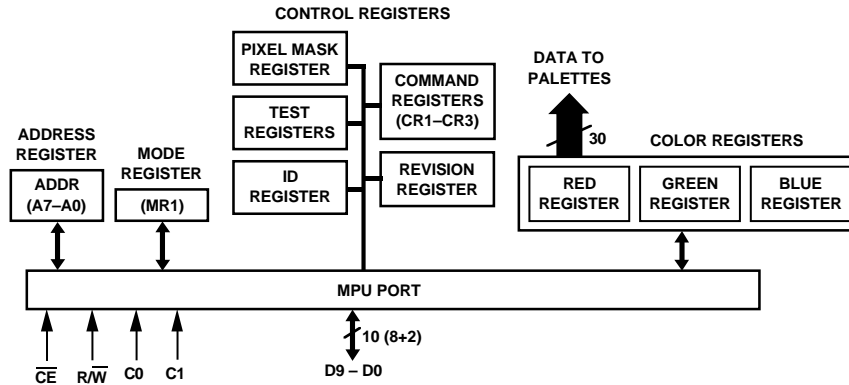 CONTROL REGISTERS
PIXEL MASK
REGISTER
COMMAND
REGISTERS
(CR1–CR3)
TEST
REGISTERS
ID
REGISTER
REVISION
REGISTER
DATA TO
PALETTES
30
COLOR REGISTERS
RED
REGISTER
GREEN
REGISTER
BLUE
REGISTER
ADDRESS
REGISTER
ADDR
(A7–A0)
MODE
REGISTER
(MR1)
MPU PORT
CE
R/W
C0
C1
10 (8+2)
D9 – D0